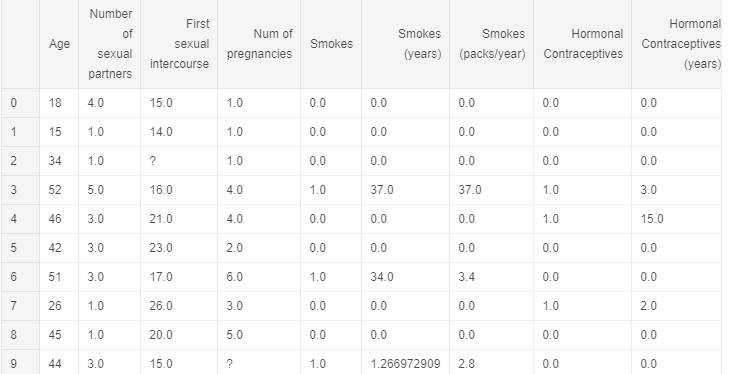 Age Number of sexual partners First sexual intercourse Num of pregnancies Smokes Smokes (years) Smokes (packs/year) Hormonal Contraceptives Hormonal Contraceptives (years)
0 18 4.0 15.0 1.0 0.0 0.0 0.0 0.0 0.0
1 15 1.0 14.0 1.0 0.0 0.0 0.0 0.0 0.0
2 34 1.0 ? 1.0 0.0 0.0 0.0 0.0 0.0
3 52 5.0 16.0 4.0 1.0 37.0 37.0 1.0 3.0
4 46 3.0 21.0 4.0 0.0 0.0 0.0 1.0 15.0
5 42 3.0 23.0 2.0 0.0 0.0 0.0 0.0 0.0
6 51 3.0 17.0 6.0 1.0 34.0 3.4 0.0 0.0
7 26 1.0 26.0 3.0 0.0 0.0 0.0 1.0 2.0
8 45 1.0 20.0 5.0 0.0 0.0 0.0 0.0 0.0
9 44 3.0 15.0 ? 1.0 1.266972909 2.8 0.0 0.0